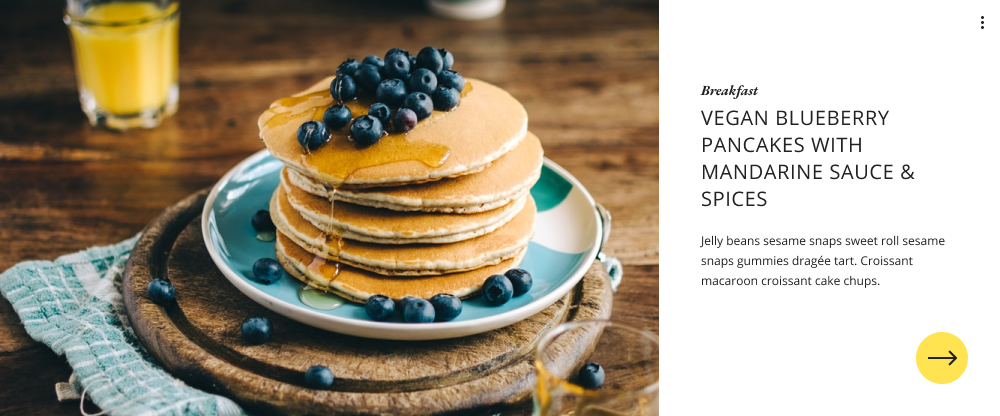 Breakfast
VEGAN BLUEBERRY
PANCAKES WITH
MANDARINE SAUCE &
SPICES
Jelly beans sesame snaps sweet roll sesame
snaps gummies dragée tart. Croissant
macaroon croissant cake chups.